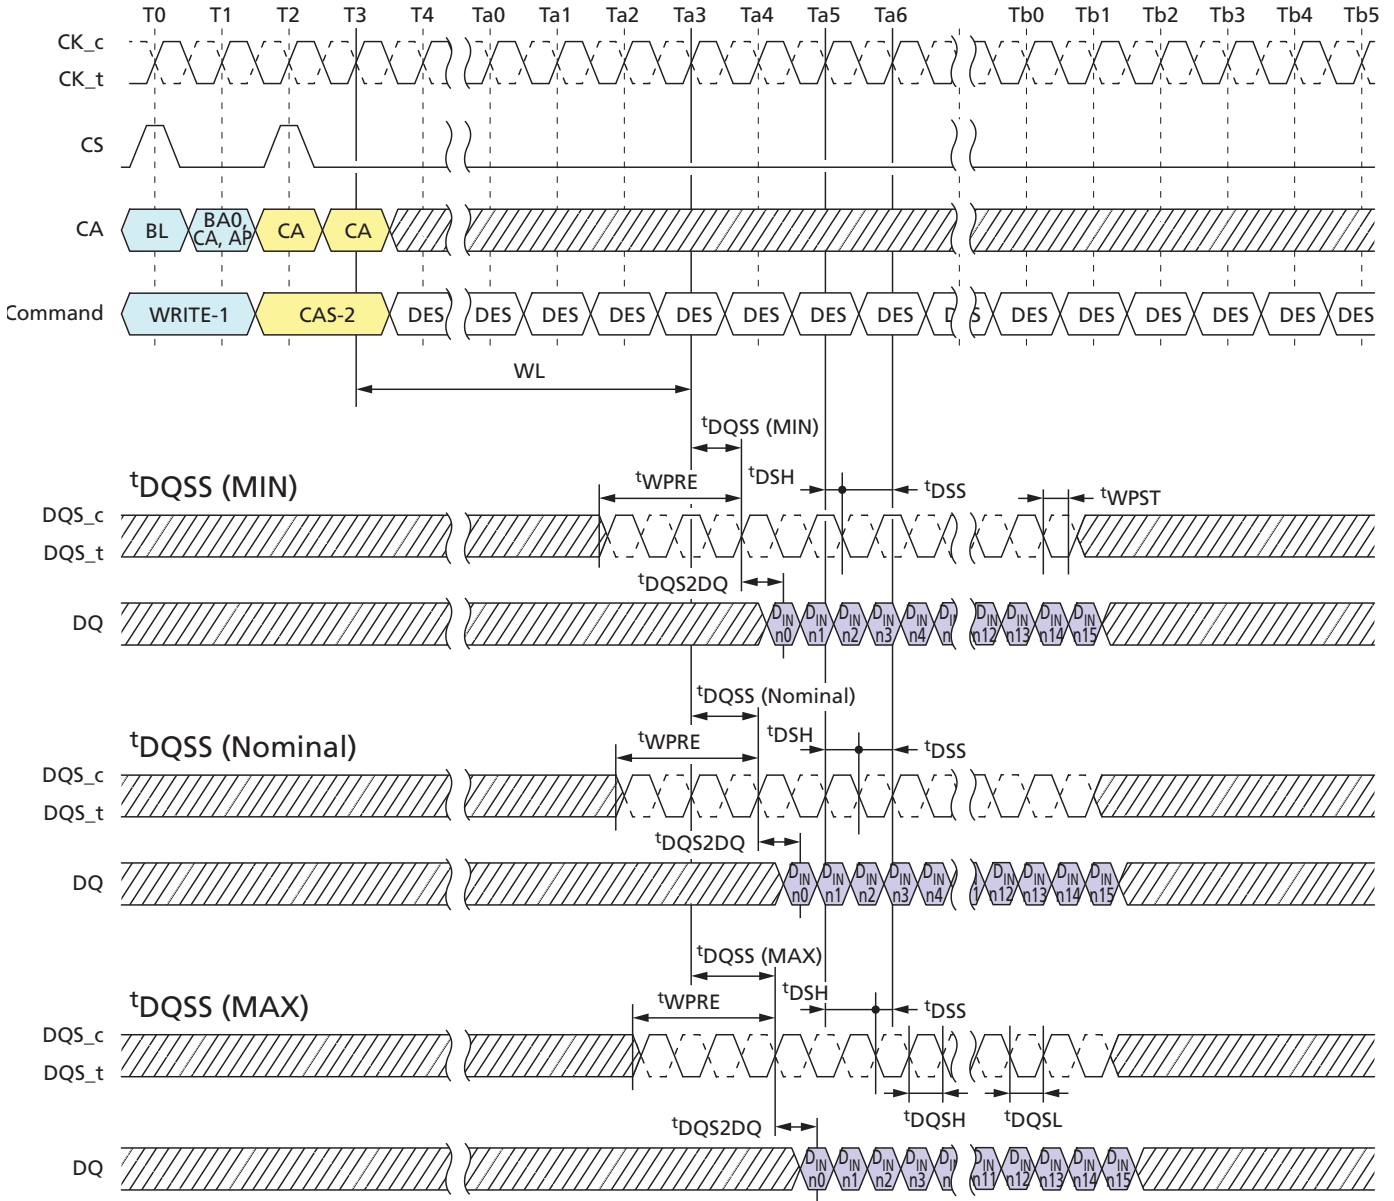 T0 T1 T2 T3 T4 Ta0 Ta1 Ta2 Ta3 Ta4 Ta5 Ta6 Tb0 Tb1 Tb2 Tb3 Tb4 Tb5
CK_c
CK_t
CS
CA BL BA0, CA, AP CA CA
Command WRITE-1 CAS-2 DES DES DES DES DES DES DES DES DES DES DES DES DES DES
WL
tDQSS (MIN)
tDQSS (MIN) tWPRE tDSH tDSS tWPST
DQS_c
DQS_t
tDQS2DQ
DQ DIN n0 DIN n1 DIN n2 DIN n3 DIN n4 DIN n12 DIN n13 DIN n14 DIN n15
tDQSS (Nominal)
tDQSS (Nominal) tWPRE tDSH tDSS
DQS_c
DQS_t
tDQS2DQ
DQ DIN n0 DIN n1 DIN n2 DIN n3 DIN n4 DIN n12 DIN n13 DIN n14 DIN n15
tDQSS (MAX)
tDQSS (MAX) tWPRE tDSH tDSS
DQS_c
DQS_t
tDQSH tDQSL
tDQS2DQ
DQ DIN n0 DIN n1 DIN n2 DIN n3 DIN n11 DIN n12 DIN n13 DIN n14 DIN n15